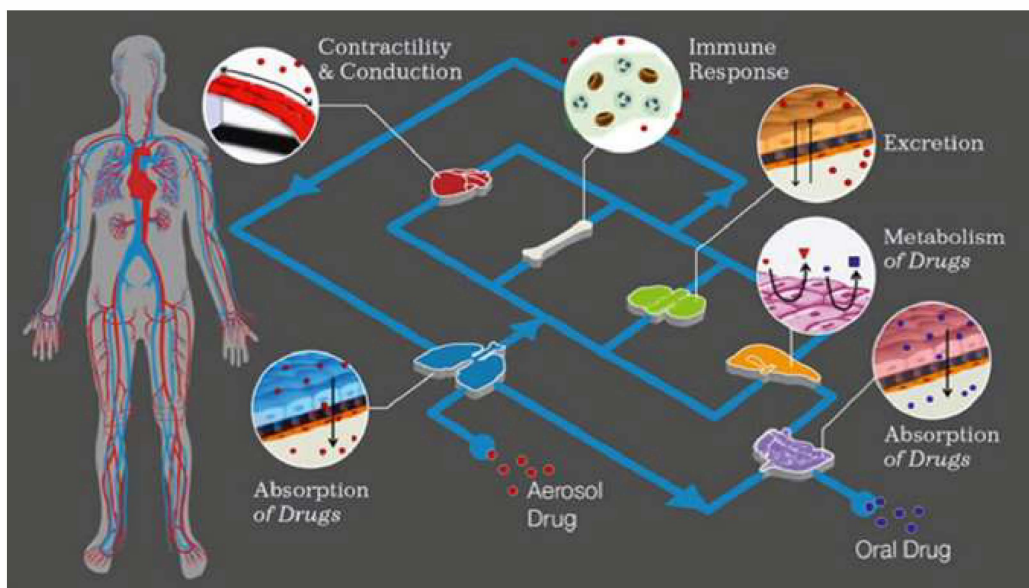 Contractility
& Conduction
Immune
Response
Excretion
Metabolism
of Drugs
Absorption
of Drugs
Absorption
of Drugs
Aerosol
Drug
Oral Drug